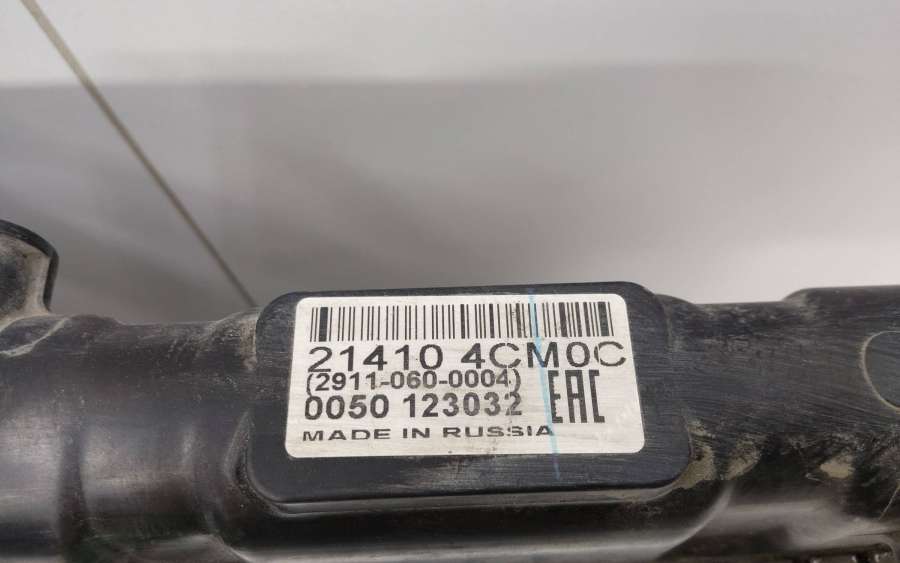 21410 4CM0C
(2911-060-0004)
0050 123032
EAC
MADE IN RUSSIA